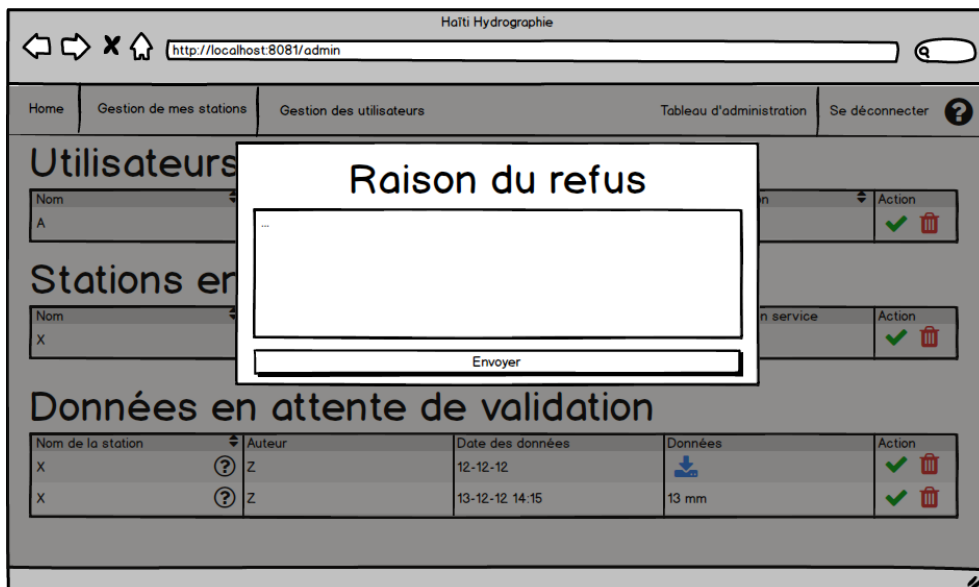 Haïti Hydrographie
http://localhost:8081/admin
Home Gestion de mes stations Gestion des utilisateurs Tableau d'administration Se déconnecter ?
Utilisateurs
Raison du refus
Nom Action
A
...
Stations en
Nom n service Action
X
Envoyer
Données en attente de validation
Nom de la station Auteur Date des données Données Action
X ? Z 12-12-12
X ? Z 13-12-12 14:15 13 mm